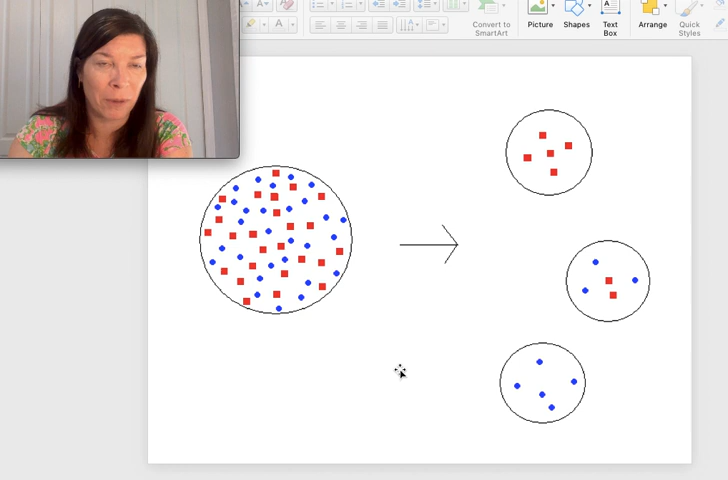 Convert to
SmartArt
Picture
Shapes
Text
Box
Arrange
Quick
Styles